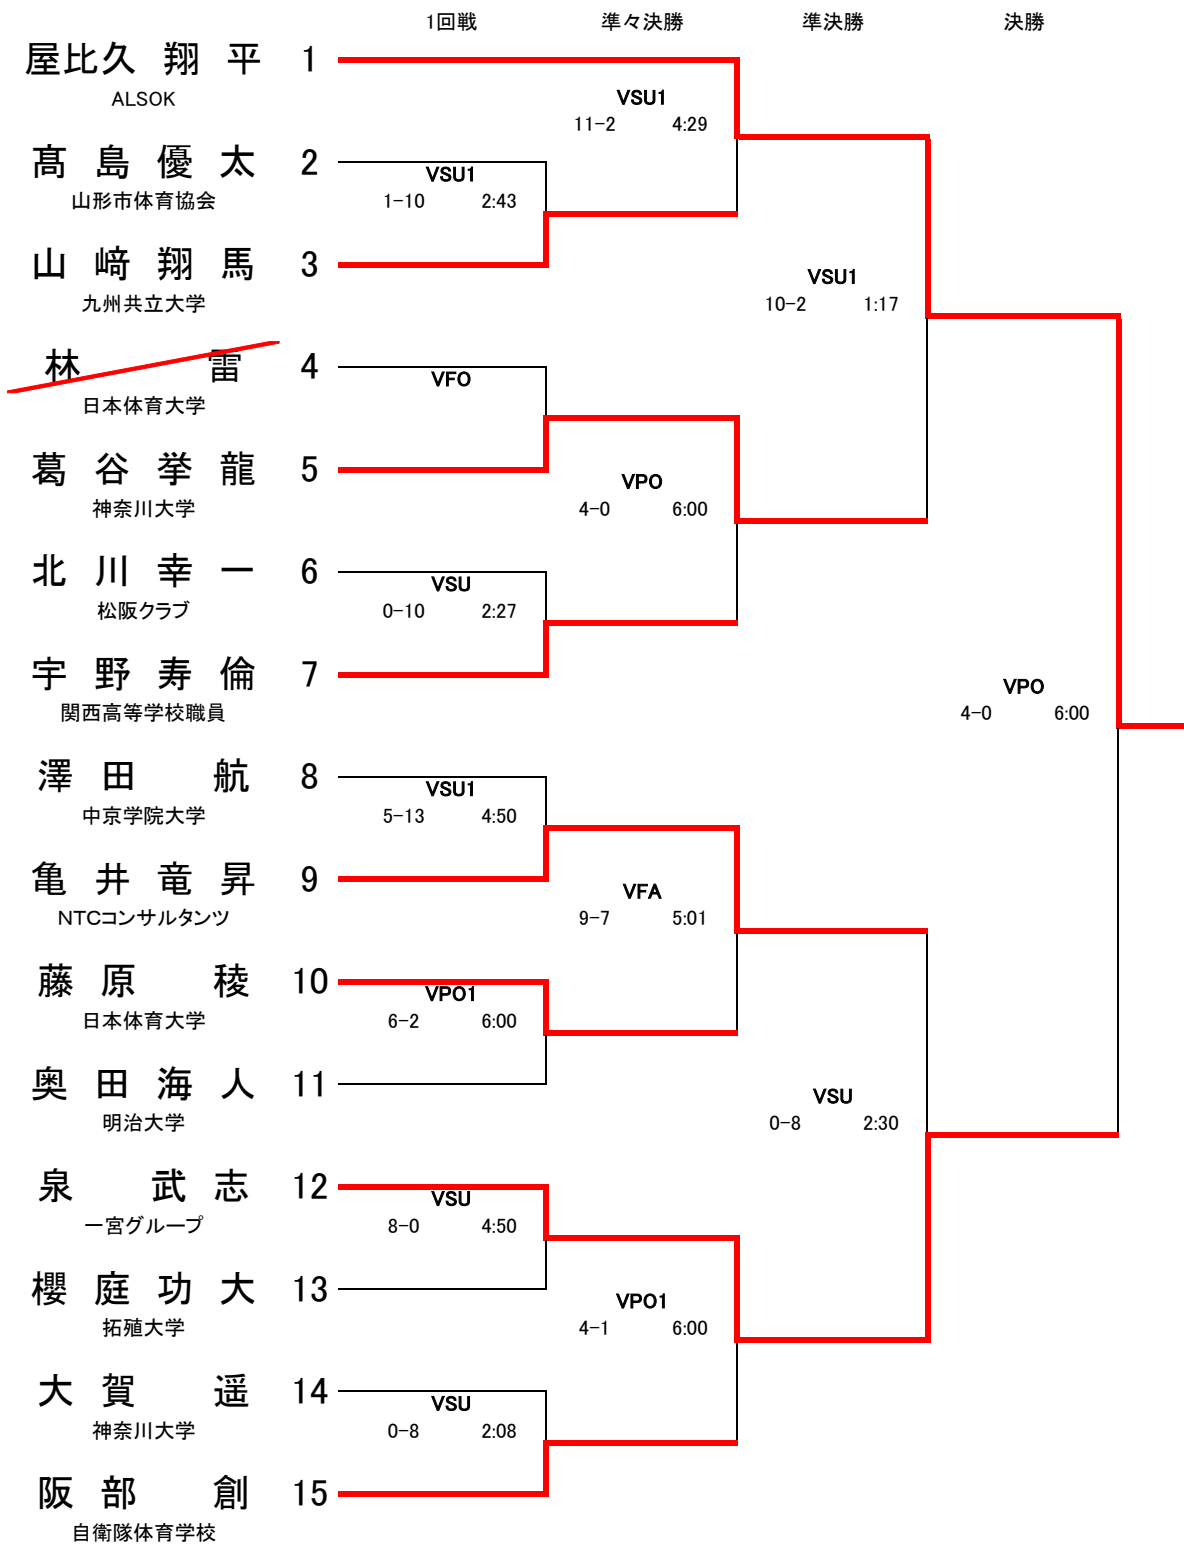 1回戦 準々決勝 準決勝 決勝
屋比久 翔 平 1
ALSOK
VSU1
11-2 4:29
髙 島 優 太 2
山形市体育協会
VSU1
1-10 2:43
山 﨑 翔 馬 3
九州共立大学
VSU1
10-2 1:17
林 雷 4
日本体育大学
VFO
葛 谷 挙 龍 5
神奈川大学
VPO
4-0 6:00
北 川 幸 一 6
松阪クラブ
VSU
0-10 2:27
宇 野 寿 倫 7
関西高等学校職員
VPO
4-0 6:00
澤 田 航 8
中京学院大学
VSU1
5-13 4:50
亀 井 竜 昇 9
NTCコンサルタンツ
VFA
9-7 5:01
藤 原 稜 10
日本体育大学
VPO1
6-2 6:00
奥 田 海 人 11
明治大学
VSU
0-8 2:30
泉 武 志 12
一宮グループ
VSU
8-0 4:50
櫻 庭 功 大 13
拓殖大学
VPO1
4-1 6:00
大 賀 遥 14
神奈川大学
VSU
0-8 2:08
阪 部 創 15
自衛隊体育学校